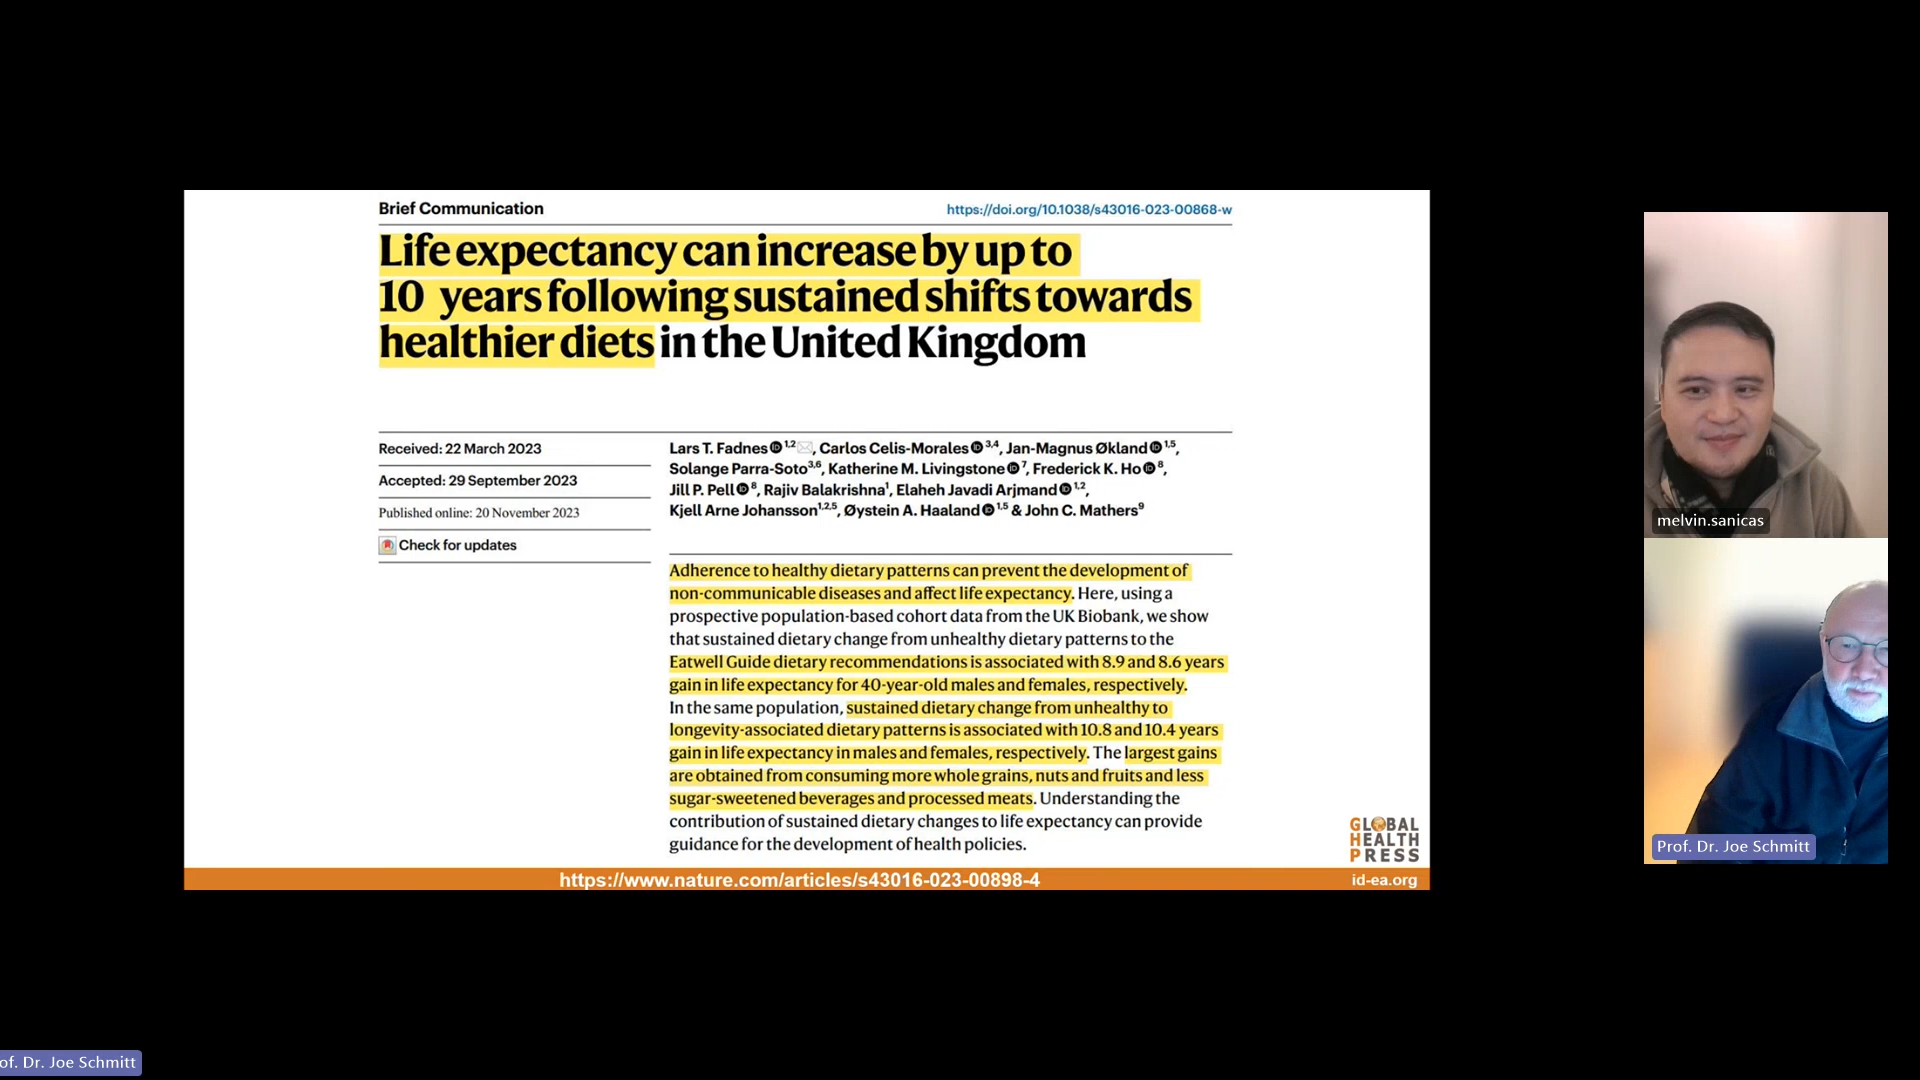 Brief Communication
https://doi.org/10.1038/s43016-023-00868-w
Life expectancy can increase by up to
10 years following sustained shifts towards
healthier diets in the United Kingdom
Received: 22 March 2023
Accepted: 29 September 2023
Published online: 20 November 2023
Check for updates
Lars T. Fadnes 1,2, Carlos Celis-Morales 3,4, Jan-Magnus Økland 1,5,
Solange Parra-Soto3,6, Katherine M. Livingstone 7, Frederick K. Ho 8,
Jill P. Pell 8, Rajiv Balakrishna1, Elaheh Javadi Arjmand 1,2,
Kjell Arne Johansson1,2,5, Øystein A. Haaland 1,5 & John C. Mathers9
Adherence to healthy dietary patterns can prevent the development of
non-communicable diseases and affect life expectancy. Here, using a
prospective population-based cohort data from the UK Biobank, we show
that sustained dietary change from unhealthy dietary patterns to the
Eatwell Guide dietary recommendations is associated with 8.9 and 8.6 years
gain in life expectancy for 40-year-old males and females, respectively.
In the same population, sustained dietary change from unhealthy to
longevity-associated dietary patterns is associated with 10.8 and 10.4 years
gain in life expectancy in males and females, respectively. The largest gains
are obtained from consuming more whole grains, nuts and fruits and less
sugar-sweetened beverages and processed meats. Understanding the
contribution of sustained dietary changes to life expectancy can provide
guidance for the development of health policies.
GLOBAL
HEALTH
PRESS
https://www.nature.com/articles/s43016-023-00898-4
id-ea.org
melvin.sanicas
Prof. Dr. Joe Schmitt
of. Dr. Joe Schmitt